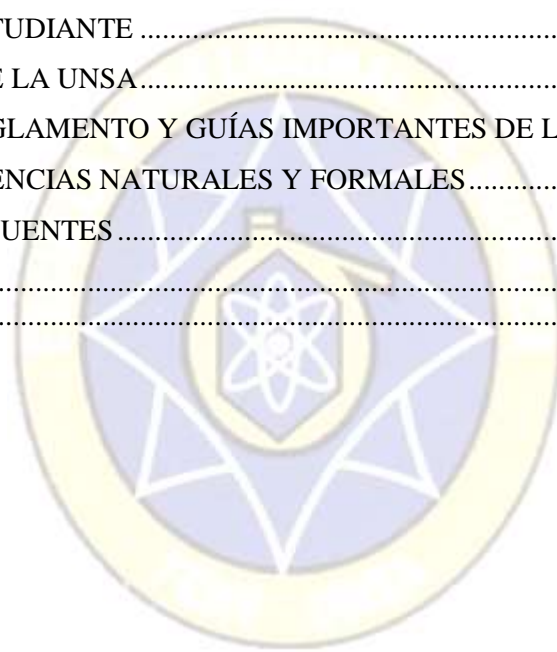 TUDIANTE ..........................................................
E LA UNSA..........................................................
GLAMENTO Y GUÍAS IMPORTANTES DE L
ENCIAS NATURALES Y FORMALES............
UENTES ..........................................................
..........................................................
..........................................................